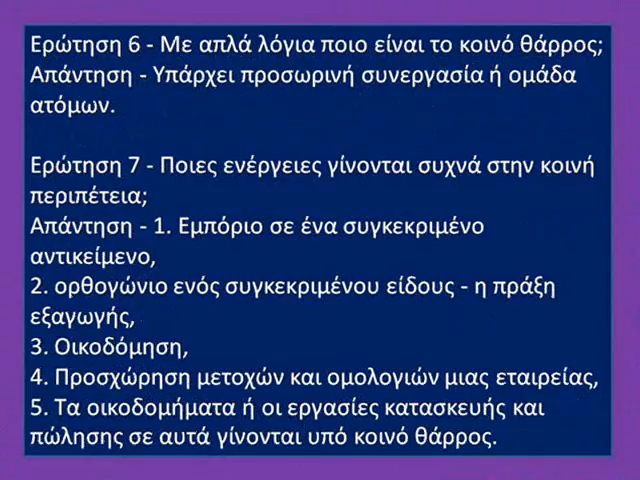 Ερώτηση 6 - Με απλά λόγια ποιο είναι το κοινό θάρρος;
Απάντηση - Υπάρχει προσωρινή συνεργασία ή ομάδα
ατόμων.
Ερώτηση 7 - Ποιες ενέργειες γίνονται συχνά στην κοινή
περιπέτεια;
Απάντηση - 1. Εμπόριο σε ένα συγκεκριμένο
αντικείμενο,
2. ορθογώνιο ενός συγκεκριμένου είδους - η πράξη
εξαγωγής,
3. Οικοδόμηση,
4. Προσχώρηση μετοχών και ομολογιών μιας εταιρείας,
5. Τα οικοδομήματα ή οι εργασίες κατασκευής και
πώλησης σε αυτά γίνονται υπό κοινό θάρρος.